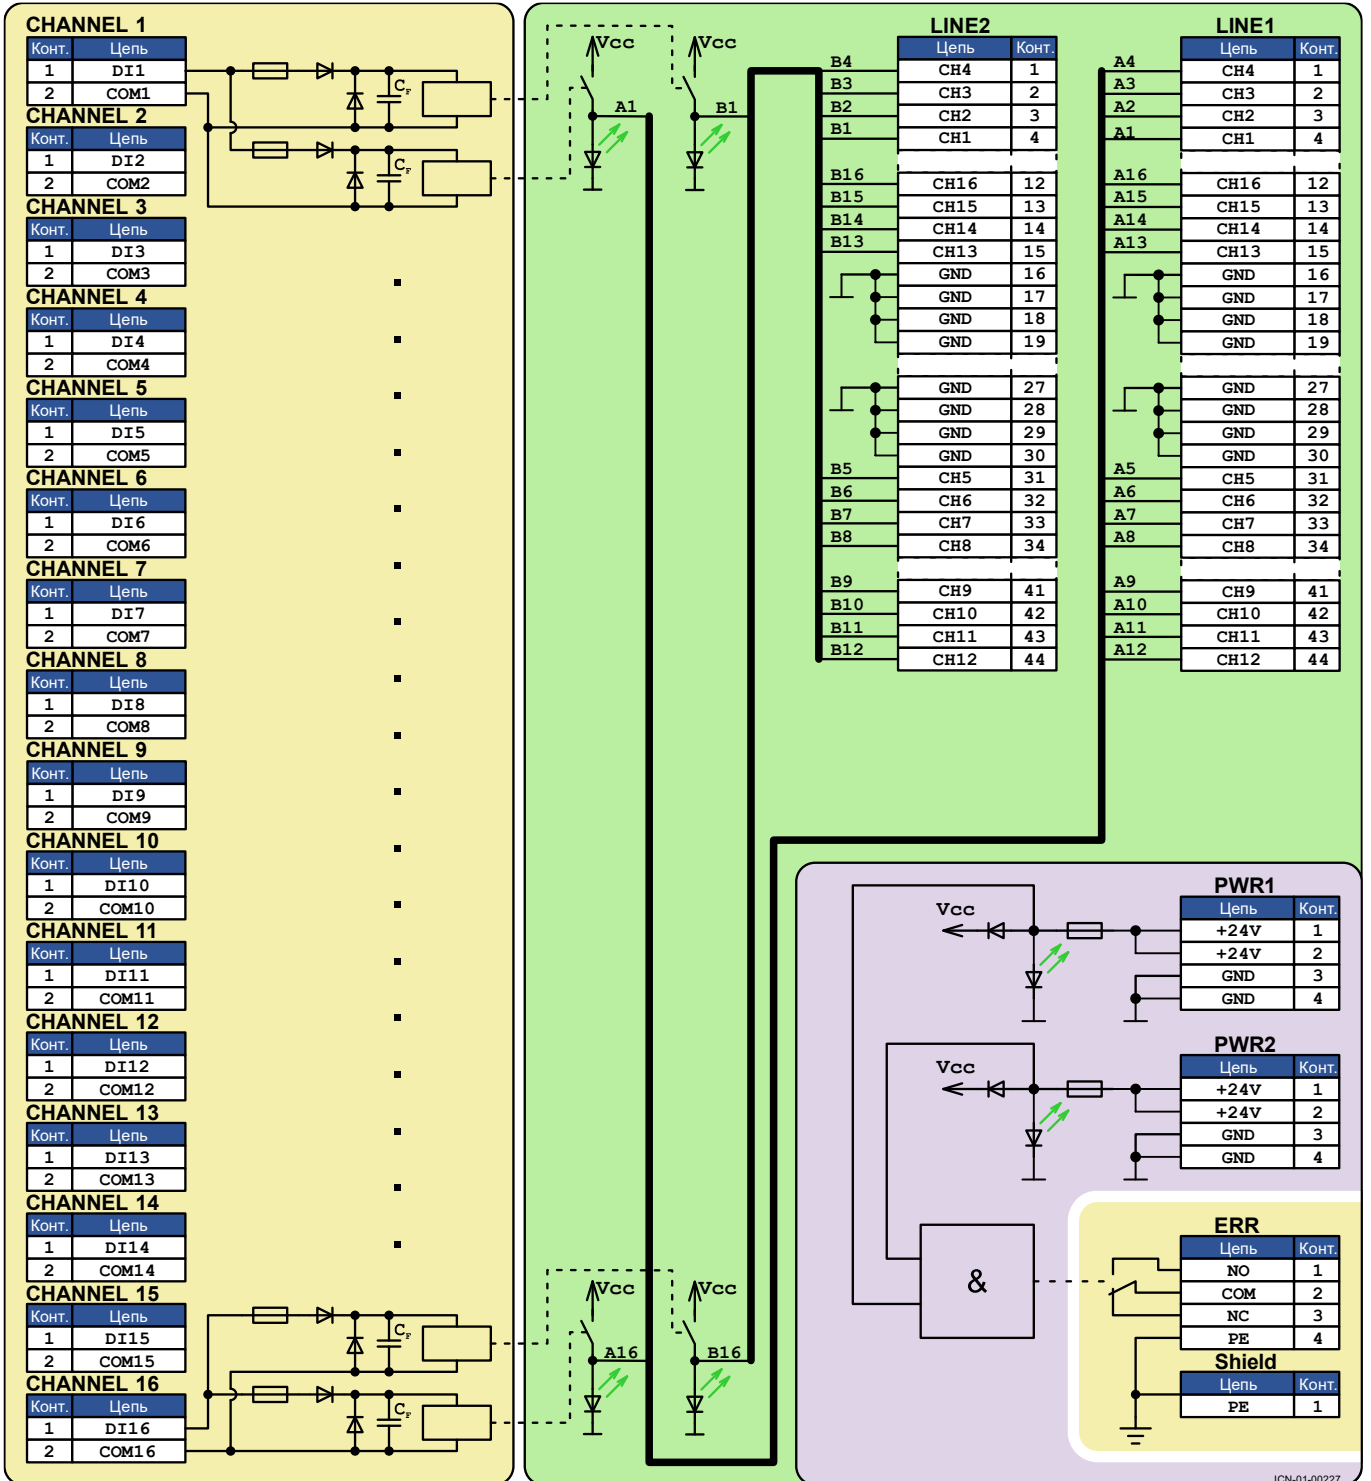 CHANNEL 1
Конт. Цепь
1 DI1
2 COM1
CHANNEL 2
Конт. Цепь
1 DI2
2 COM2
CHANNEL 3
Конт. Цепь
1 DI3
2 COM3
CHANNEL 4
Конт. Цепь
1 DI4
2 COM4
CHANNEL 5
Конт. Цепь
1 DI5
2 COM5
CHANNEL 6
Конт. Цепь
1 DI6
2 COM6
CHANNEL 7
Конт. Цепь
1 DI7
2 COM7
CHANNEL 8
Конт. Цепь
1 DI8
2 COM8
CHANNEL 9
Конт. Цепь
1 DI9
2 COM9
CHANNEL 10
Конт. Цепь
1 DI10
2 COM10
CHANNEL 11
Конт. Цепь
1 DI11
2 COM11
CHANNEL 12
Конт. Цепь
1 DI12
2 COM12
CHANNEL 13
Конт. Цепь
1 DI13
2 COM13
CHANNEL 14
Конт. Цепь
1 DI14
2 COM14
CHANNEL 15
Конт. Цепь
1 DI15
2 COM15
CHANNEL 16
Конт. Цепь
1 DI16
2 COM16
CF
CF
CF
CF
Vcc
Vcc
A1
B1
Vcc
Vcc
A16
B16
LINE2
Цепь Конт.
B4 CH4 1
B3 CH3 2
B2 CH2 3
B1 CH1 4
B16 CH16 12
B15 CH15 13
B14 CH14 14
B13 CH13 15
GND 16
GND 17
GND 18
GND 19
GND 27
GND 28
GND 29
GND 30
B5 CH5 31
B6 CH6 32
B7 CH7 33
B8 CH8 34
B9 CH9 41
B10 CH10 42
B11 CH11 43
B12 CH12 44
LINE1
Цепь Конт.
A4 CH4 1
A3 CH3 2
A2 CH2 3
A1 CH1 4
A16 CH16 12
A15 CH15 13
A14 CH14 14
A13 CH13 15
GND 16
GND 17
GND 18
GND 19
GND 27
GND 28
GND 29
GND 30
A5 CH5 31
A6 CH6 32
A7 CH7 33
A8 CH8 34
A9 CH9 41
A10 CH10 42
A11 CH11 43
A12 CH12 44
PWR1
Vcc
Цепь Конт.
+24V 1
+24V 2
GND 3
GND 4
PWR2
Vcc
Цепь Конт.
+24V 1
+24V 2
GND 3
GND 4
&
ERR
Цепь Конт.
NO 1
COM 2
NC 3
PE 4
Shield
Цепь Конт.
PE 1
ICN-01-00227